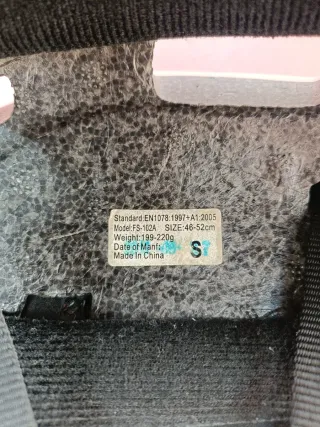 Standard:EN1078:1997+A1:2005
Model:FS-102A SIZE:46-52cm
Weight:199-220g
Date of Manf:
Made In China